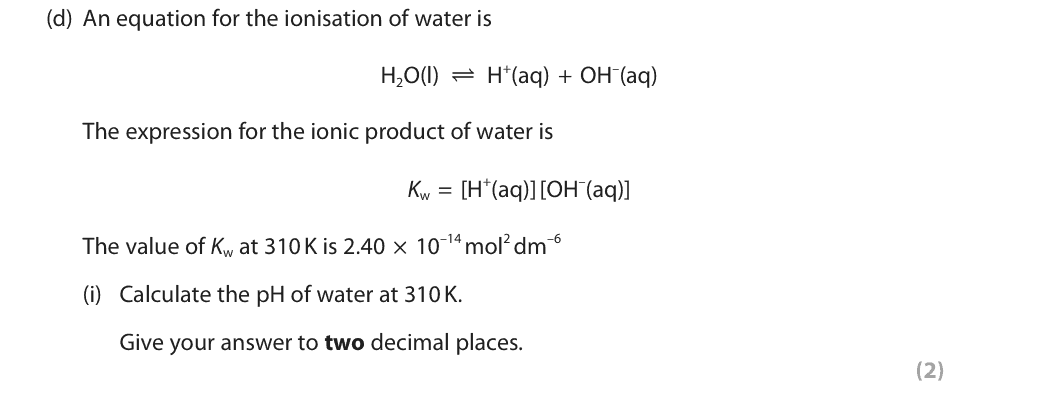 (d) An equation for the ionisation of water is
H₂O(l) ⇌ H⁺(aq) + OH⁻(aq)
The expression for the ionic product of water is
Kw = [H⁺(aq)][OH⁻(aq)]
The value of Kw at 310 K is 2.40 × 10⁻¹⁴ mol² dm⁻⁶
(i) Calculate the pH of water at 310 K.
Give your answer to two decimal places.
(2)